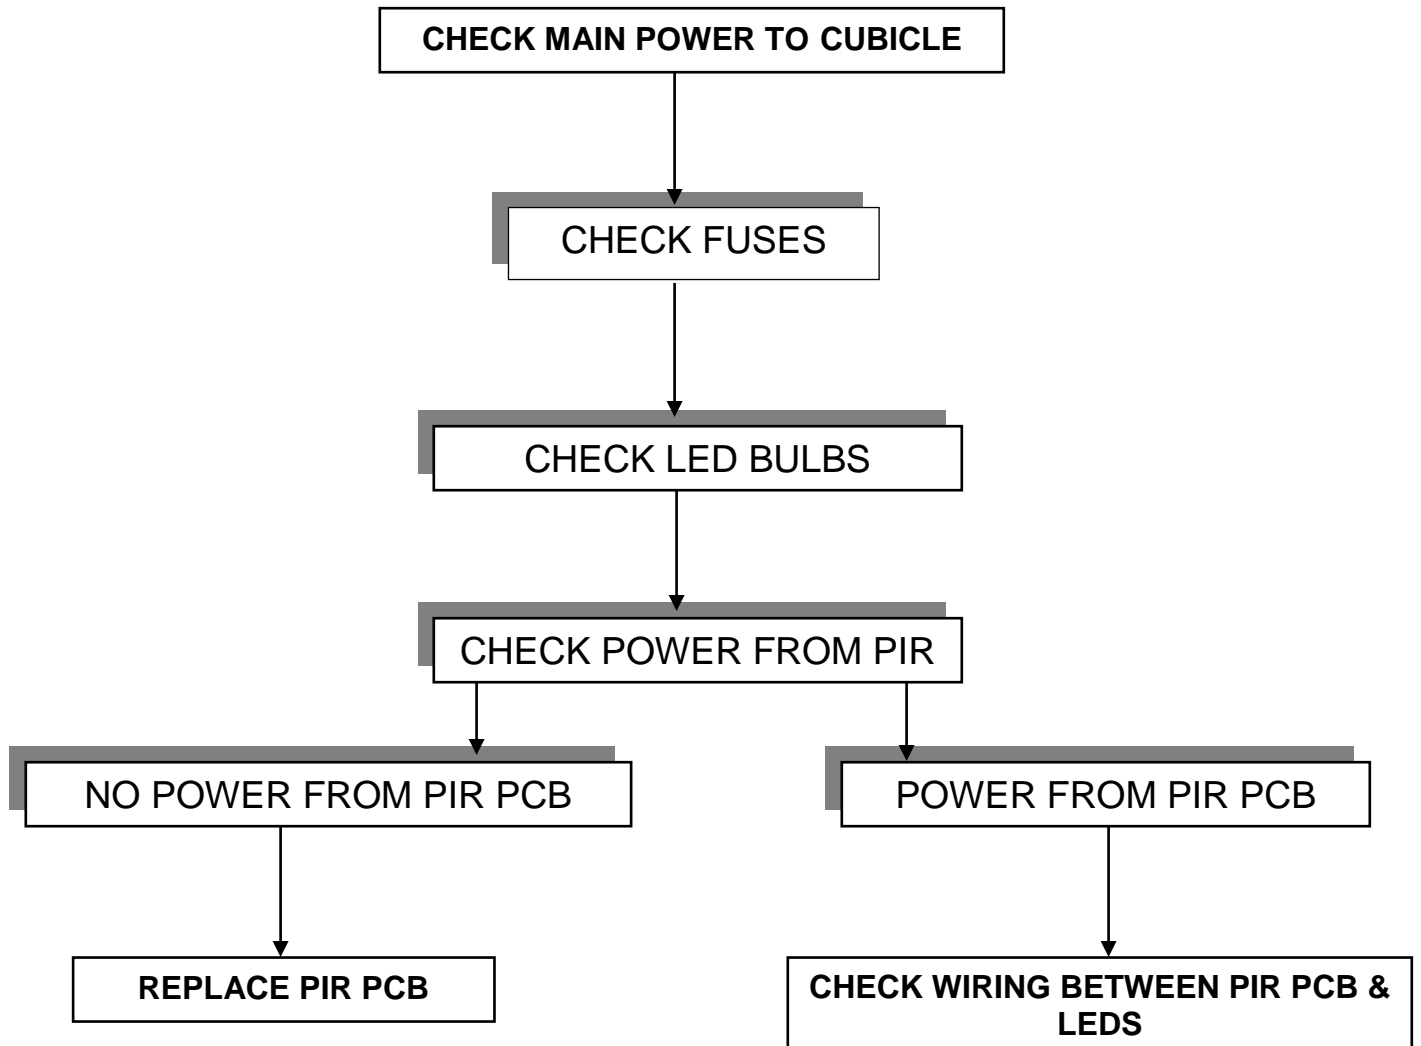 CHECK MAIN POWER TO CUBICLE
CHECK FUSES
CHECK LED BULBS
CHECK POWER FROM PIR
NO POWER FROM PIR PCB
POWER FROM PIR PCB
REPLACE PIR PCB
CHECK WIRING BETWEEN PIR PCB &
LEDS